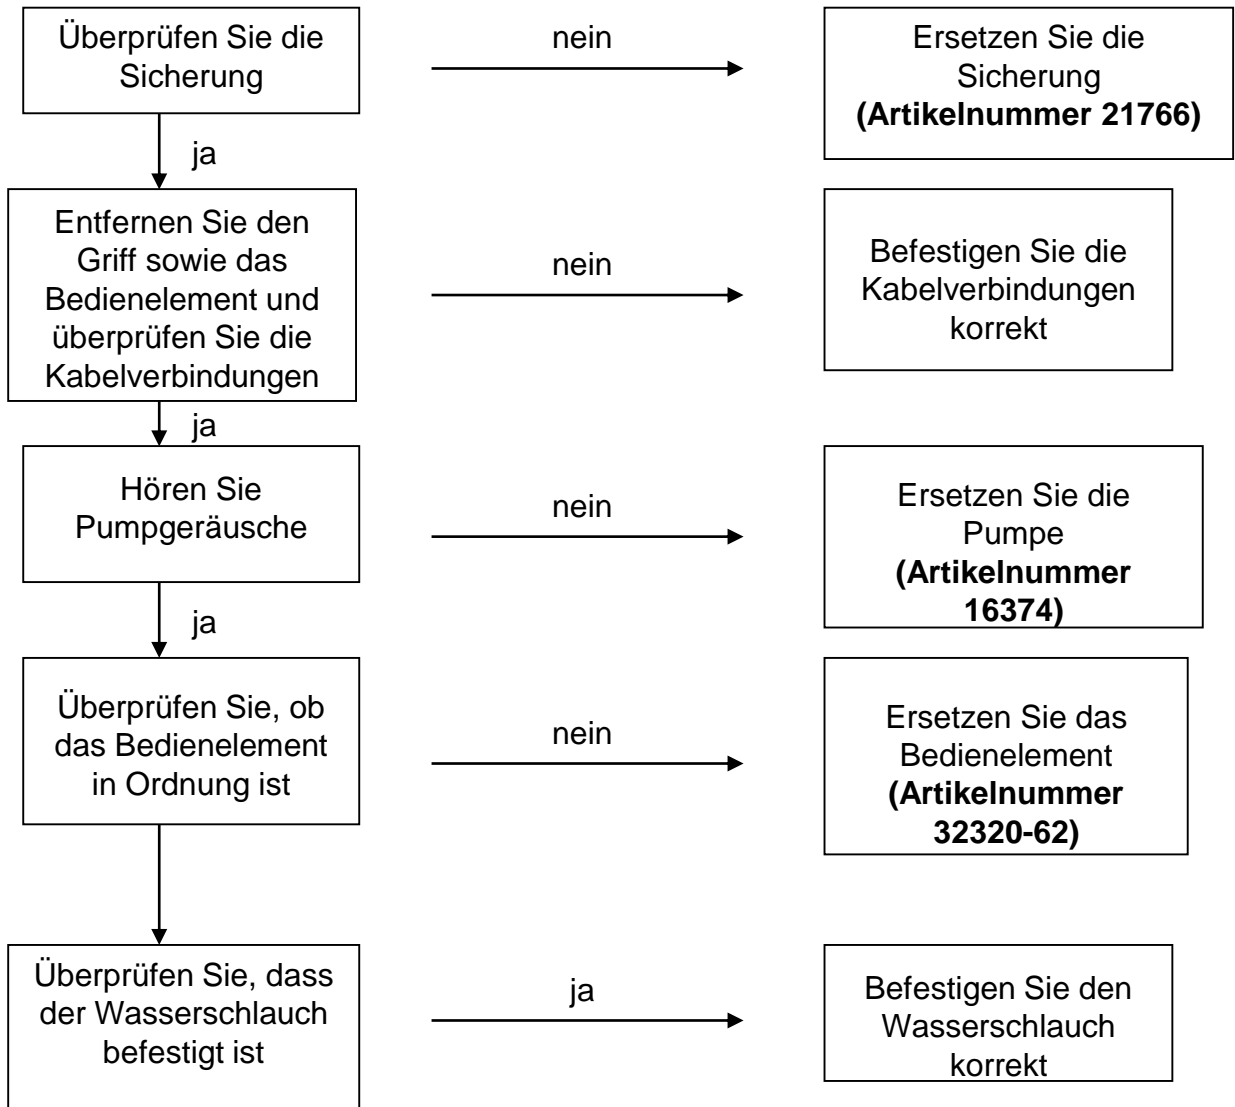 Überprüfen Sie die
Sicherung
nein
Ersetzen Sie die
Sicherung
(Artikelnummer 21766)
ja
Entfernen Sie den
Griff sowie das
Bedienelement und
überprüfen Sie die
Kabelverbindungen
nein
Befestigen Sie die
Kabelverbindungen
korrekt
ja
Hören Sie
Pumpgeräusche
nein
Ersetzen Sie die
Pumpe
(Artikelnummer
16374)
ja
Überprüfen Sie, ob
das Bedienelement
in Ordnung ist
nein
Ersetzen Sie das
Bedienelement
(Artikelnummer
32320-62)
Überprüfen Sie, dass
der Wasserschlauch
befestigt ist
ja
Befestigen Sie den
Wasserschlauch
korrekt